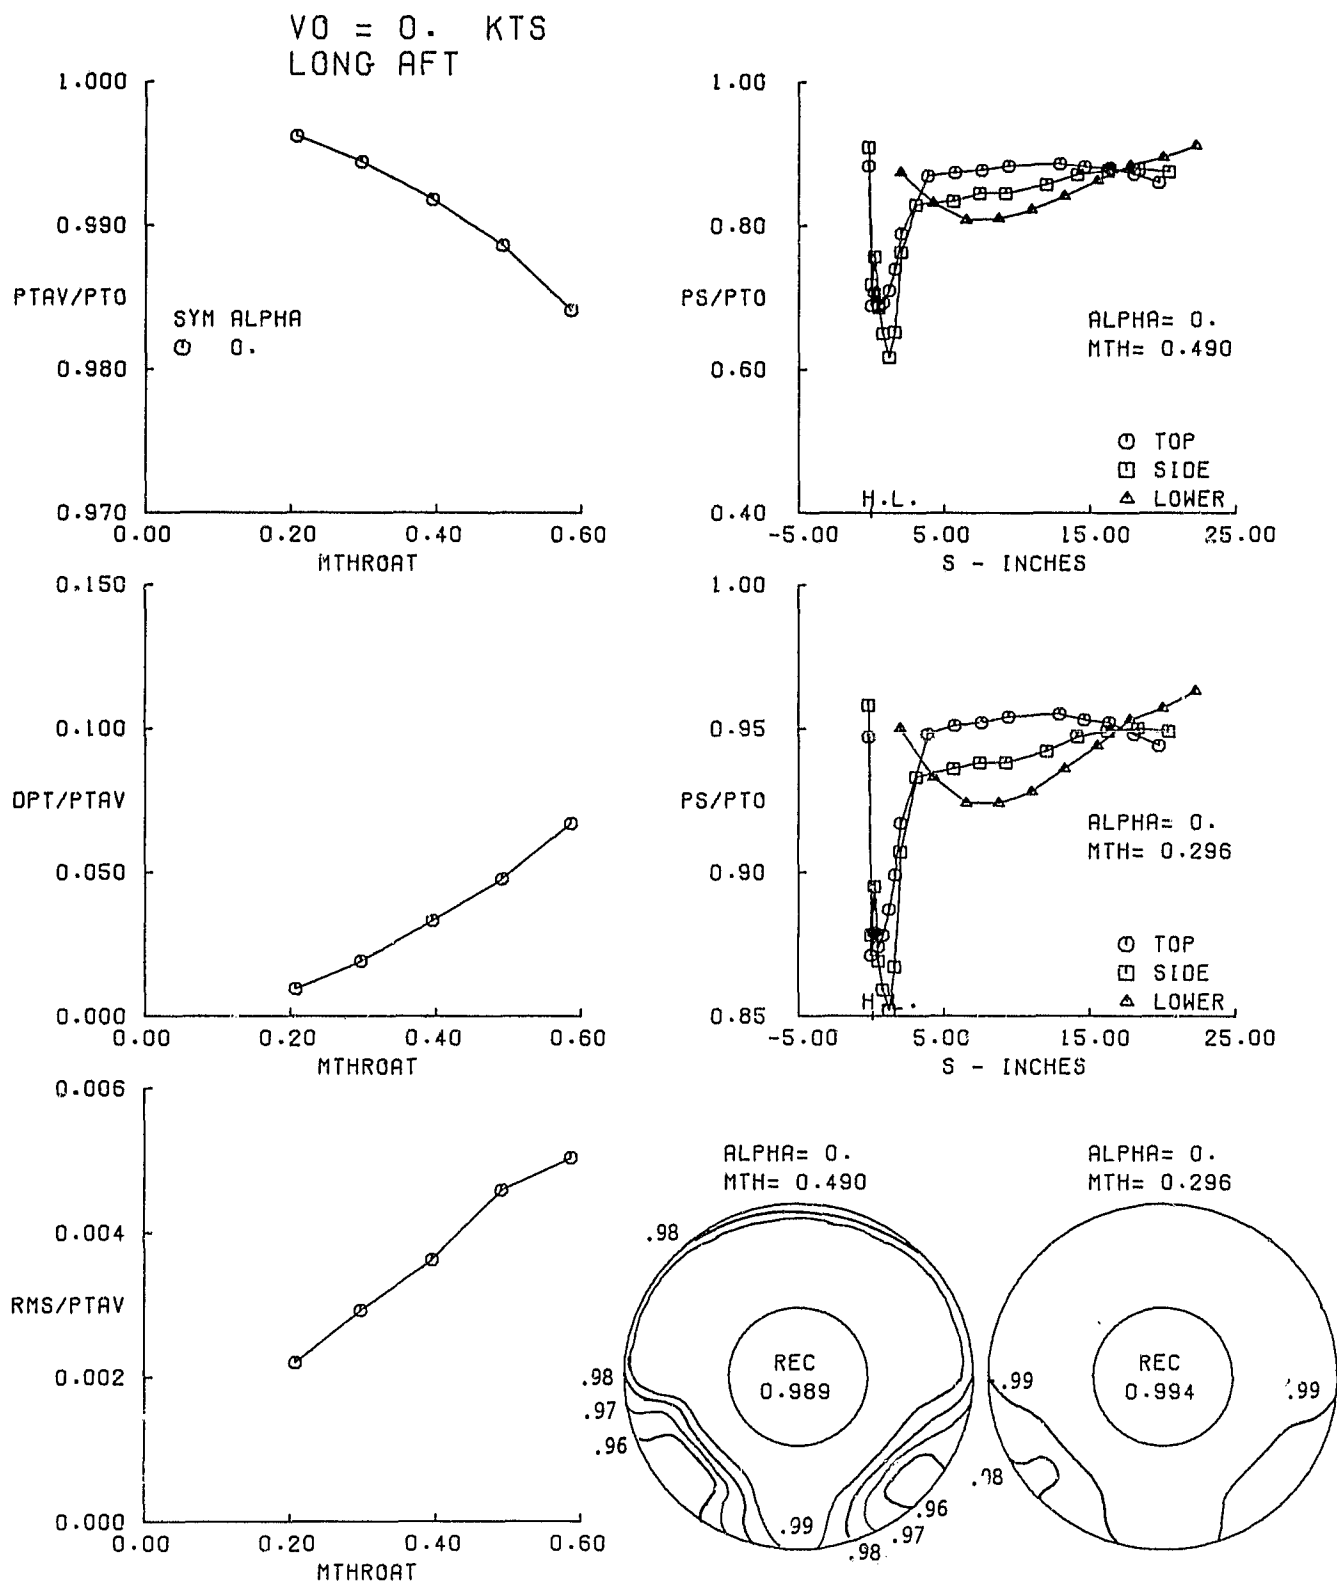 V0 = 0. KTS
LONG AFT
1.000
0.990
PTAV/PT0
0.980
0.970
SYM ALPHA
0.
0.00 0.20 0.40 0.60
MTHROAT
1.00
0.80
PS/PT0
0.60
0.40
ALPHA= 0.
MTH= 0.490
TOP
SIDE
LOWER
H.L.
-5.00 5.00 15.00 25.00
S - INCHES
0.150
0.100
DPT/PTAV
0.050
0.000
0.00 0.20 0.40 0.60
MTHROAT
1.00
0.95
PS/PT0
0.90
0.85
ALPHA= 0.
MTH= 0.296
TOP
SIDE
LOWER
H.L.
-5.00 5.00 15.00 25.00
S - INCHES
0.006
0.004
RMS/PTAV
0.002
0.000
0.00 0.20 0.40 0.60
MTHROAT
ALPHA= 0.
MTH= 0.490
.98
REC
0.989
.98
.97
.96
.99
.96
.97
.98
ALPHA= 0.
MTH= 0.296
REC
0.994
.99
.99
.98